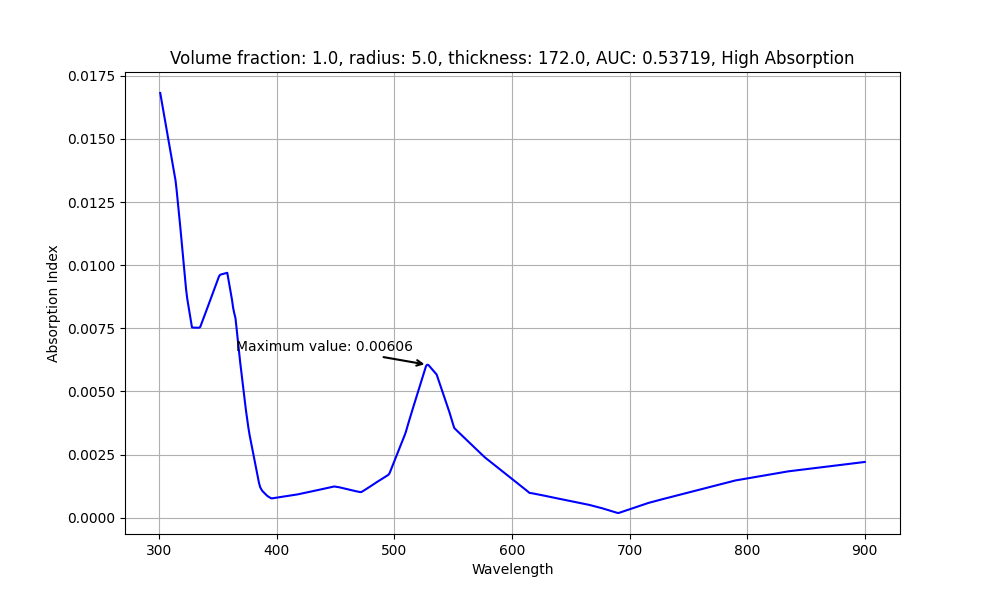 Volume fraction: 1.0, radius: 5.0, thickness: 172.0, AUC: 0.53719, High Absorption
0.0175
0.0150
0.0125
0.0100
0.0075
0.0050
0.0025
0.0000
Absorption Index
Maximum value: 0.00606
300 400 500 600 700 800 900
Wavelength